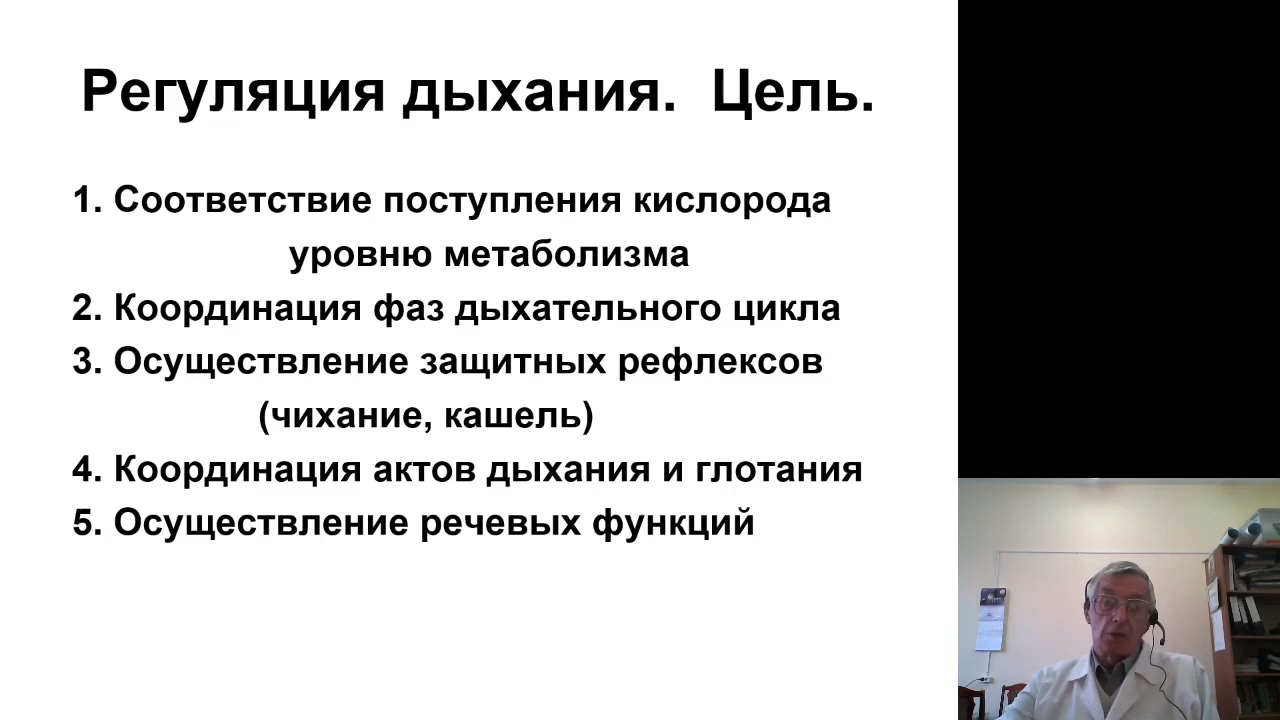 Регуляция дыхания. Цель.
1. Соответствие поступления кислорода
уровню метаболизма
2. Координация фаз дыхательного цикла
3. Осуществление защитных рефлексов
(чихание, кашель)
4. Координация актов дыхания и глотания
5. Осуществление речевых функций